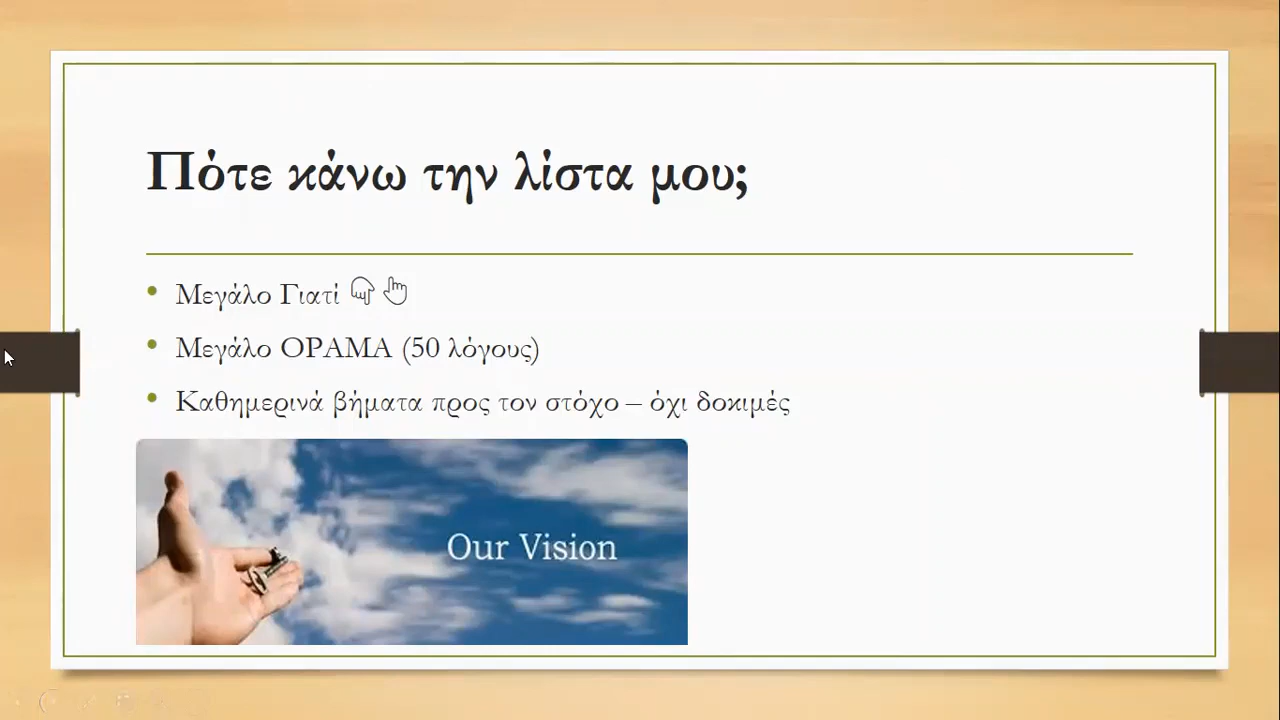 Πότε κάνω την λίστα μου;
• Μεγάλο Γιατί
• Μεγάλο ΟΡΑΜΑ (50 λόγους)
• Καθημερινά βήματα προς τον στόχο – όχι δοκιμές
Our Vision